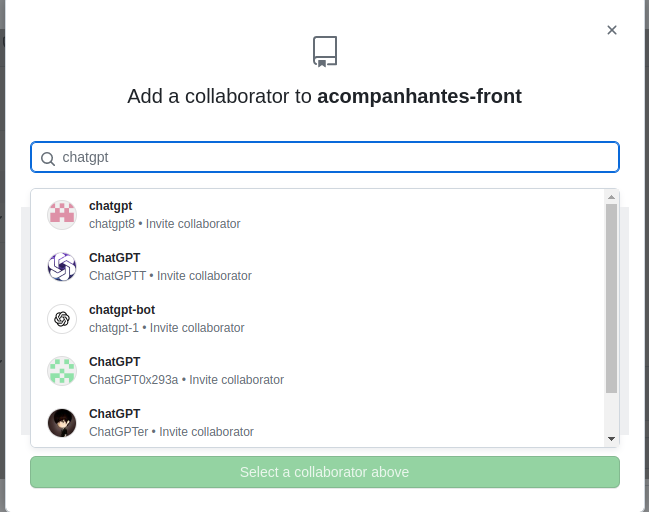 Add a collaborator to acompanhantes-front
chatgpt
chatgpt
chatgpt8 • Invite collaborator
ChatGPT
ChatGPTT • Invite collaborator
chatgpt-bot
chatgpt-1 • Invite collaborator
ChatGPT
ChatGPT0x293a • Invite collaborator
ChatGPT
ChatGPTer • Invite collaborator
Select a collaborator above